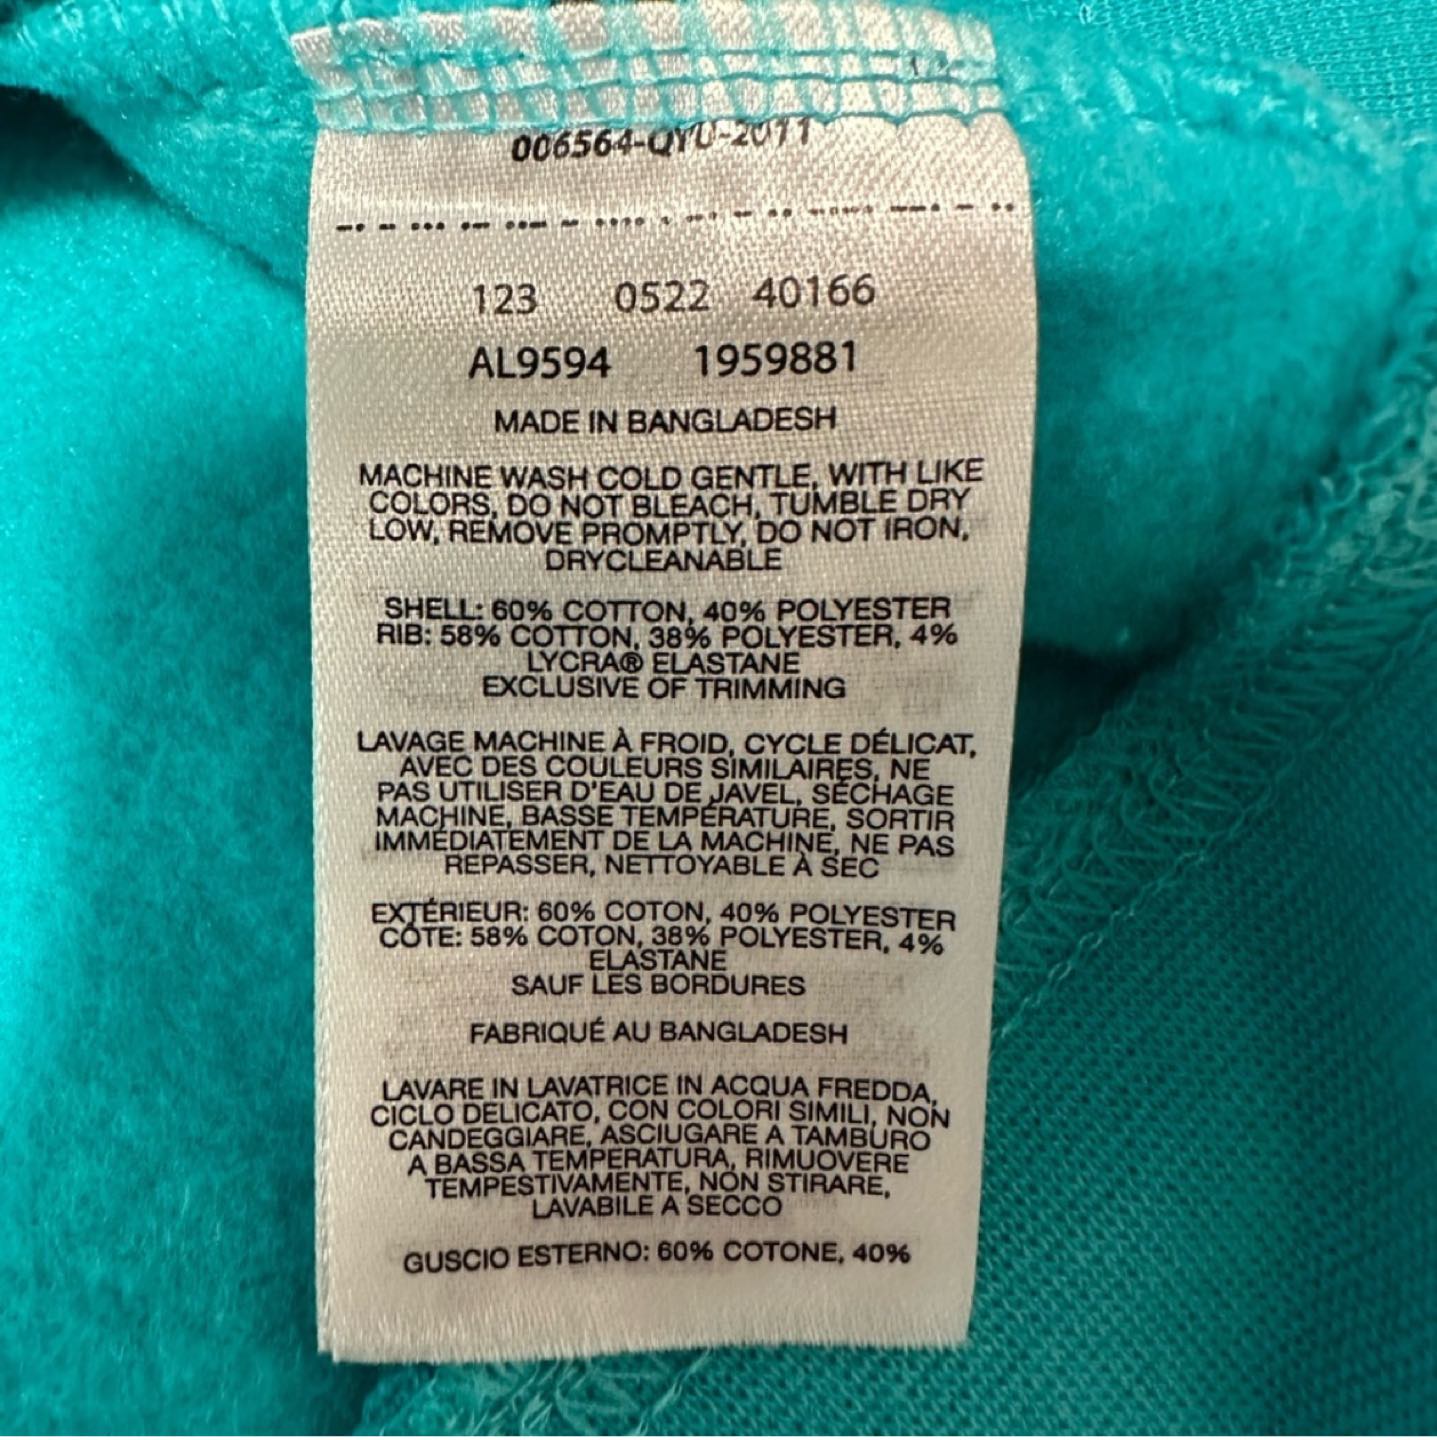 006564-QYU-2011
123 0522 40166
AL9594 1959881
MADE IN BANGLADESH
MACHINE WASH COLD GENTLE, WITH LIKE
COLORS, DO NOT BLEACH, TUMBLE DRY
LOW, REMOVE PROMPTLY, DO NOT IRON,
DRYCLEANABLE
SHELL: 60% COTTON, 40% POLYESTER
RIB: 58% COTTON, 38% POLYESTER, 4%
LYCRA® ELASTANE
EXCLUSIVE OF TRIMMING
LAVAGE MACHINE À FROID, CYCLE DÉLICAT,
AVEC DES COULEURS SIMILAIRES, NE
PAS UTILISER D'EAU DE JAVEL, SÉCHAGE
MACHINE, BASSE TEMPÉRATURE, SORTIR
IMMÉDIATEMENT DE LA MACHINE, NE PAS
REPASSER, NETTOYABLE À SEC
EXTÉRIEUR: 60% COTON, 40% POLYESTER
CÔTE: 58% COTON, 38% POLYESTER, 4%
ELASTANE
SAUF LES BORDURES
FABRIQUÉ AU BANGLADESH
LAVARE IN LAVATRICE IN ACQUA FREDDA,
CICLO DELICATO, CON COLORI SIMILI, NON
CANDEGGIARE, ASCIUGARE A TAMBURO
A BASSA TEMPERATURA, RIMUOVERE
TEMPESTIVAMENTE, NON STIRARE,
LAVABILE A SECCO
GUSCIO ESTERNO: 60% COTONE, 40%